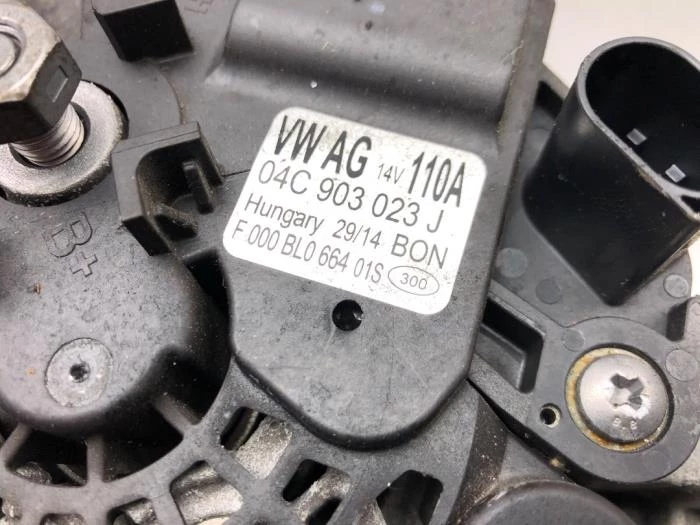 VW AG 14V 110A
04C 903 023 J
Hungary 29/14 BON
F 000 BL0 664 01S 300
B+